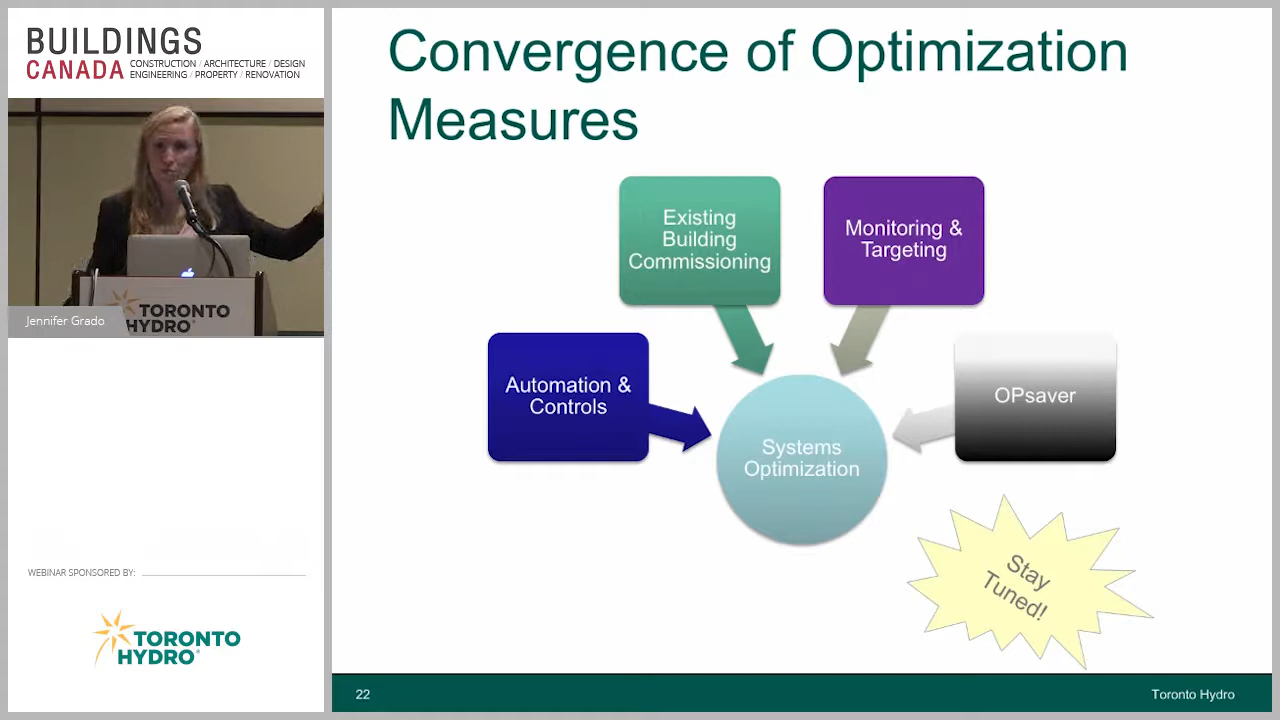 BUILDINGS
CANADA
CONSTRUCTION / ARCHITECTURE / DESIGN
ENGINEERING / PROPERTY / RENOVATION
TORONTO
HYDRO
Jennifer Grado
WEBINAR SPONSORED BY:
TORONTO
HYDRO
Convergence of Optimization
Measures
Existing
Building
Commissioning
Monitoring &
Targeting
Automation &
Controls
OPsaver
Systems
Optimization
Stay
Tuned!
22
Toronto Hydro